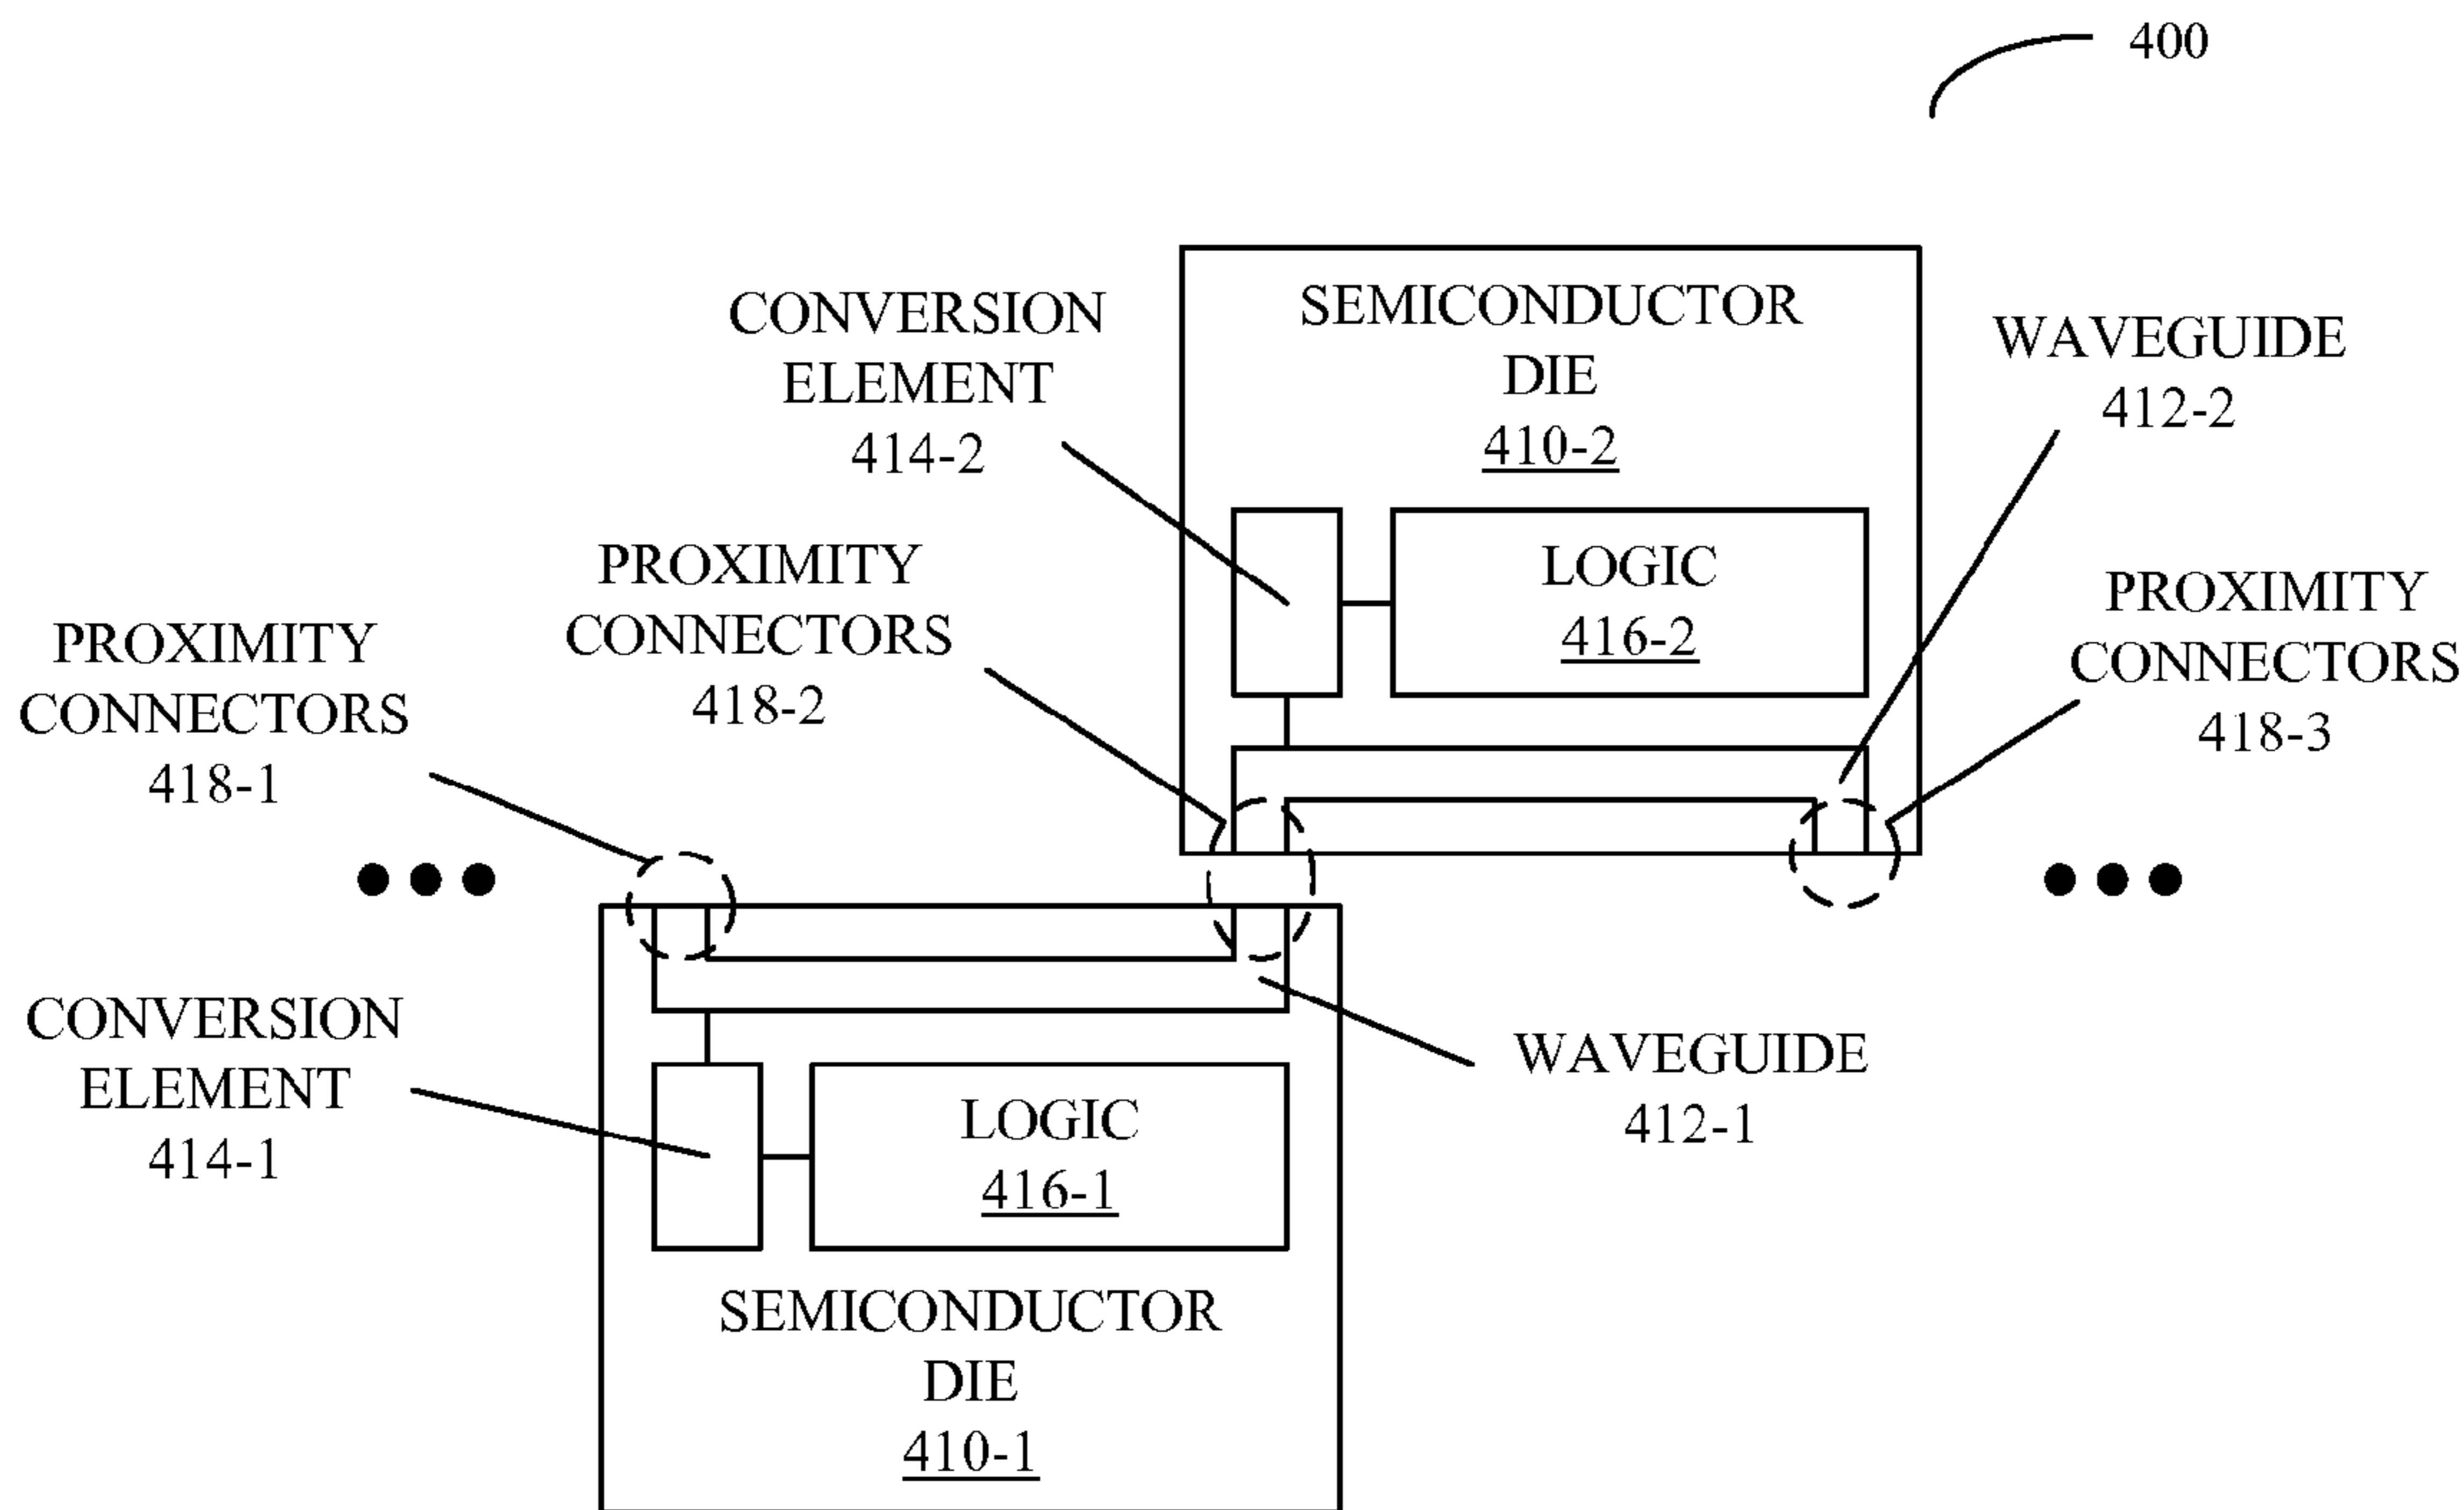 400
CONVERSION
ELEMENT
414-2
SEMICONDUCTOR
DIE
410-2
WAVEGUIDE
412-2
PROXIMITY
CONNECTORS
418-2
LOGIC
416-2
PROXIMITY
CONNECTORS
418-3
PROXIMITY
CONNECTORS
418-1
CONVERSION
ELEMENT
414-1
LOGIC
416-1
WAVEGUIDE
412-1
SEMICONDUCTOR
DIE
410-1